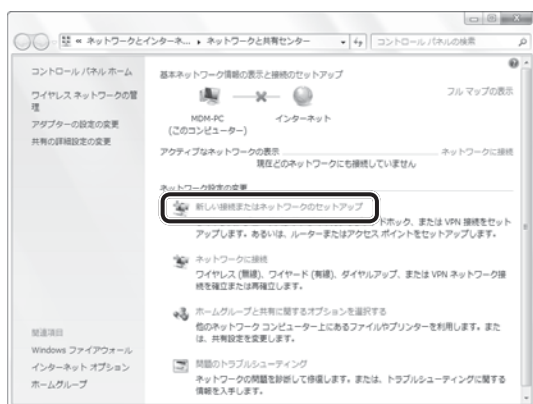 « ネットワークとインターネ... ▸ ネットワークと共有センター
コントロール パネルの検索
コントロール パネル ホーム
ワイヤレス ネットワークの管
理
アダプターの設定の変更
共有の詳細設定の変更
基本ネットワーク情報の表示と接続のセットアップ
フル マップの表示
MDM-PC
(このコンピューター)
インターネット
アクティブなネットワークの表示
ネットワークに接続
現在どのネットワークにも接続していません
ネットワーク設定の変更
新しい接続またはネットワークのセットアップ
ドホック、または VPN 接続をセット
アップします。あるいは、ルーターまたはアクセス ポイントをセットアップします。
ネットワークに接続
ワイヤレス (無線)、ワイヤード (有線)、ダイヤルアップ、または VPN ネットワーク接
続を確立または再確立します。
ホームグループと共有に関するオプションを選択する
他のネットワーク コンピューター上にあるファイルやプリンターを利用します。また
は、共有設定を変更します。
問題のトラブルシューティング
ネットワークの問題を診断して修復します。または、トラブルシューティングに関する
情報を入手します。
関連項目
Windows ファイアウォール
インターネット オプション
ホームグループ